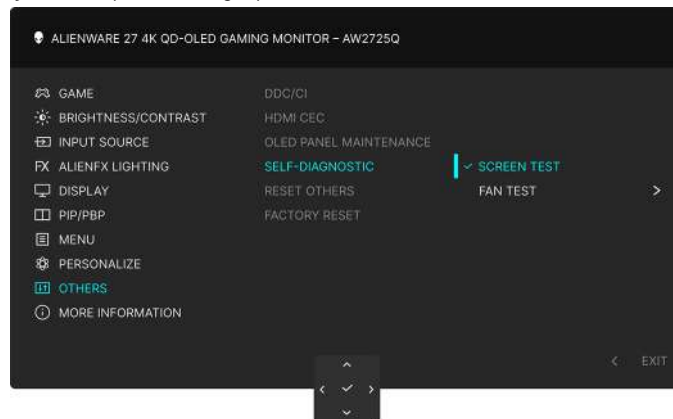 ALIENWARE 27 4K QD-OLED GAMING MONITOR – AW2725Q
GAME
BRIGHTNESS/CONTRAST
INPUT SOURCE
FX ALIENFX LIGHTING
DISPLAY
PIP/PBP
MENU
PERSONALIZE
OTHERS
MORE INFORMATION
DDC/CI
HDMI CEC
OLED PANEL MAINTENANCE
SELF-DIAGNOSTIC
RESET OTHERS
FACTORY RESET
SCREEN TEST
FAN TEST
EXIT